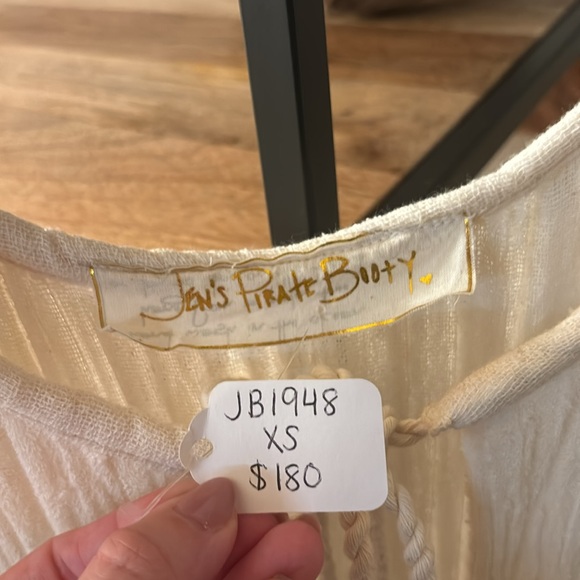 JEN'S PIRATE BOOTY
JB1948
XS
$180